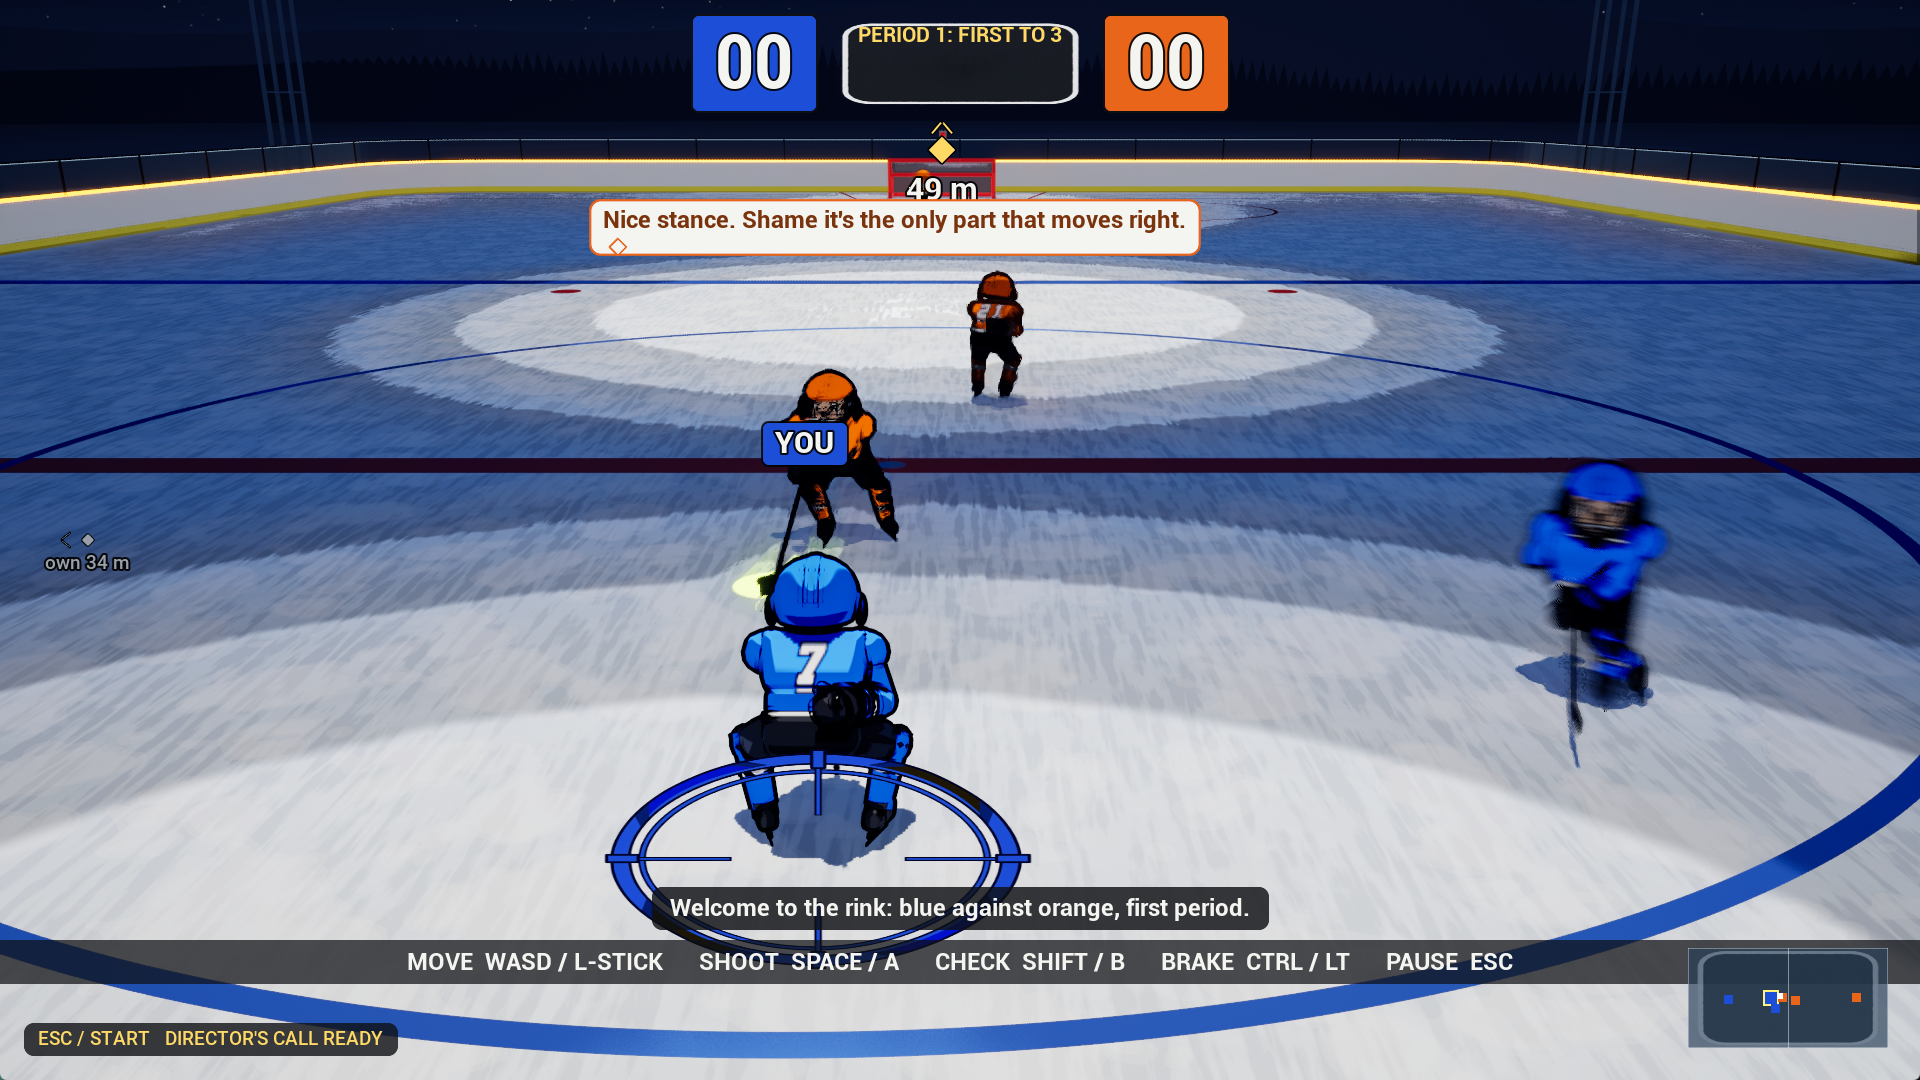 00
PERIOD 1: FIRST TO 3
00
49 m
Nice stance. Shame it's the only part that moves right.
21
YOU
own 34 m
7
Welcome to the rink: blue against orange, first period.
MOVE WASD / L-STICK SHOOT SPACE / A CHECK SHIFT / B BRAKE CTRL / LT PAUSE ESC
ESC / START DIRECTOR'S CALL READY